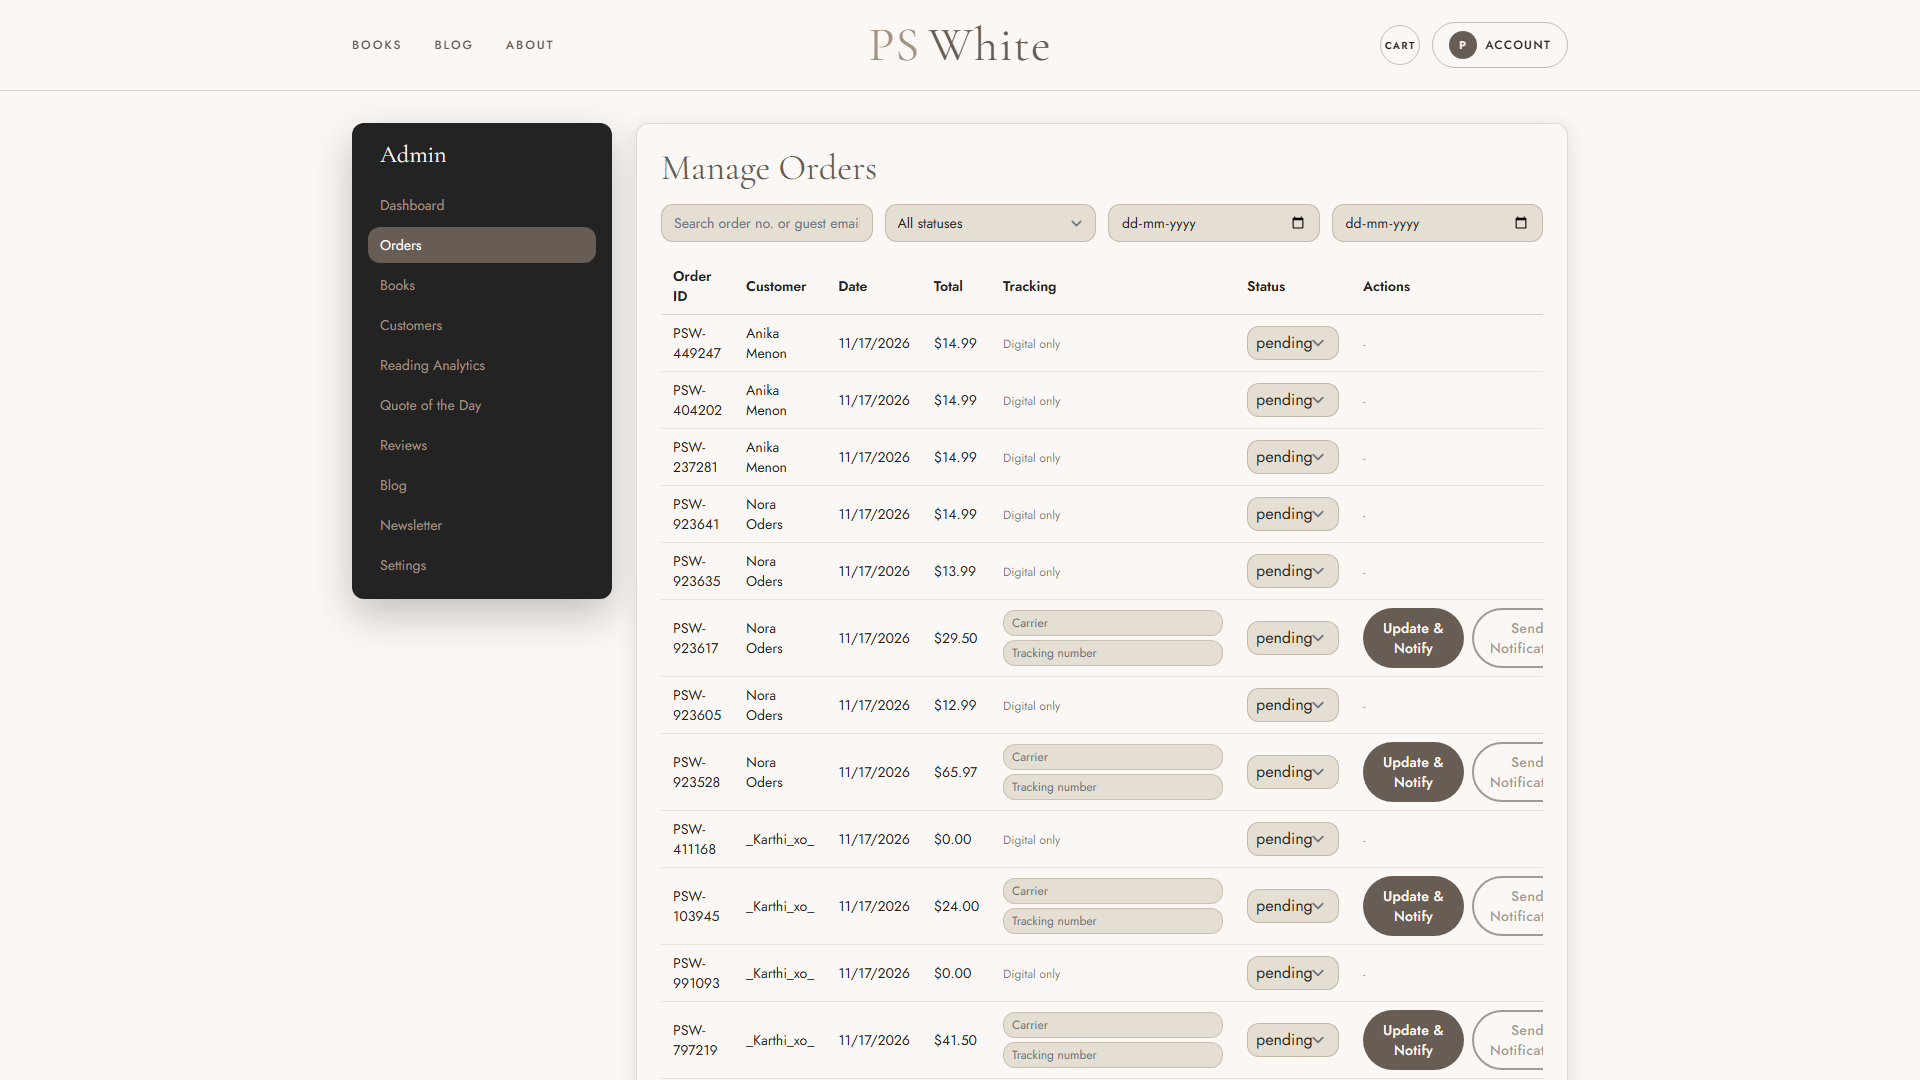 BOOKS BLOG ABOUT PS White CART P ACCOUNT
Admin
Dashboard
Orders
Books
Customers
Reading Analytics
Quote of the Day
Reviews
Blog
Newsletter
Settings
Manage Orders
Search order no. or guest emai All statuses dd-mm-yyyy dd-mm-yyyy
Order ID Customer Date Total Tracking Status Actions
PSW-449247 Anika Menon 11/17/2026 $14.99 Digital only pending -
PSW-404202 Anika Menon 11/17/2026 $14.99 Digital only pending -
PSW-237281 Anika Menon 11/17/2026 $14.99 Digital only pending -
PSW-923641 Nora Oders 11/17/2026 $14.99 Digital only pending -
PSW-923635 Nora Oders 11/17/2026 $13.99 Digital only pending -
PSW-923617 Nora Oders 11/17/2026 $29.50 Carrier Tracking number pending Update & Notify Send Notificat
PSW-923605 Nora Oders 11/17/2026 $12.99 Digital only pending -
PSW-923528 Nora Oders 11/17/2026 $65.97 Carrier Tracking number pending Update & Notify Send Notificat
PSW-411168 _Karthi_xo_ 11/17/2026 $0.00 Digital only pending -
PSW-103945 _Karthi_xo_ 11/17/2026 $24.00 Carrier Tracking number pending Update & Notify Send Notificat
PSW-991093 _Karthi_xo_ 11/17/2026 $0.00 Digital only pending -
PSW-797219 _Karthi_xo_ 11/17/2026 $41.50 Carrier Tracking number pending Update & Notify Send Notificat